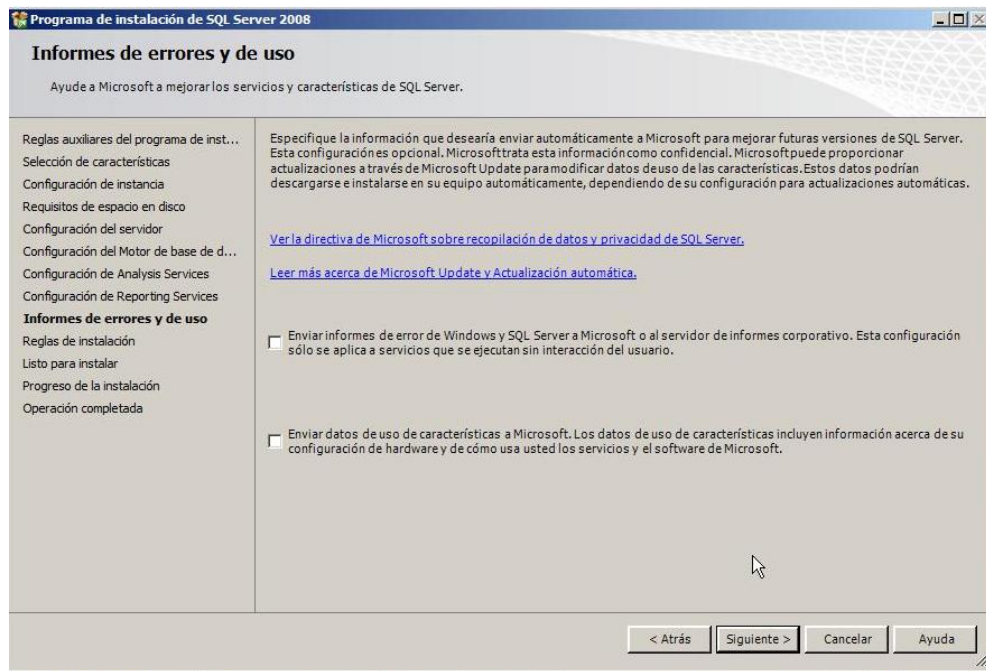 Programa de instalación de SQL Server 2008
Informes de errores y de uso
Ayude a Microsoft a mejorar los servicios y características de SQL Server.
Reglas auxiliares del programa de inst...
Selección de características
Configuración de instancia
Requisitos de espacio en disco
Configuración del servidor
Configuración del Motor de base de d...
Configuración de Analysis Services
Configuración de Reporting Services
Informes de errores y de uso
Reglas de instalación
Listo para instalar
Progreso de la instalación
Operación completada
Especifique la información que desearía enviar automáticamente a Microsoft para mejorar futuras versiones de SQL Server.
Esta configuración es opcional. Microsoft trata esta información como confidencial. Microsoft puede proporcionar
actualizaciones a través de Microsoft Update para modificar datos de uso de las características. Estos datos podrían
descargarse e instalarse en su equipo automáticamente, dependiendo de su configuración para actualizaciones automáticas.
Ver la directiva de Microsoft sobre recopilación de datos y privacidad de SQL Server.
Leer más acerca de Microsoft Update y Actualización automática.
Enviar informes de error de Windows y SQL Server a Microsoft o al servidor de informes corporativo. Esta configuración
sólo se aplica a servicios que se ejecutan sin interacción del usuario.
Enviar datos de uso de características a Microsoft. Los datos de uso de características incluyen información acerca de su
configuración de hardware y de cómo usa usted los servicios y el software de Microsoft.
< Atrás
Siguiente >
Cancelar
Ayuda